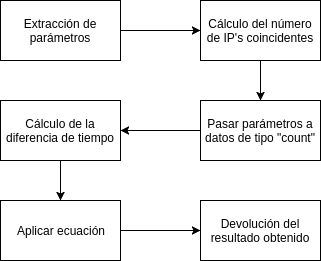 Extracción de
parámetros
Cálculo del número
de IP's coincidentes
Pasar parámetros a
datos de tipo "count"
Cálculo de la
diferencia de tiempo
Aplicar ecuación
Devolución del
resultado obtenido